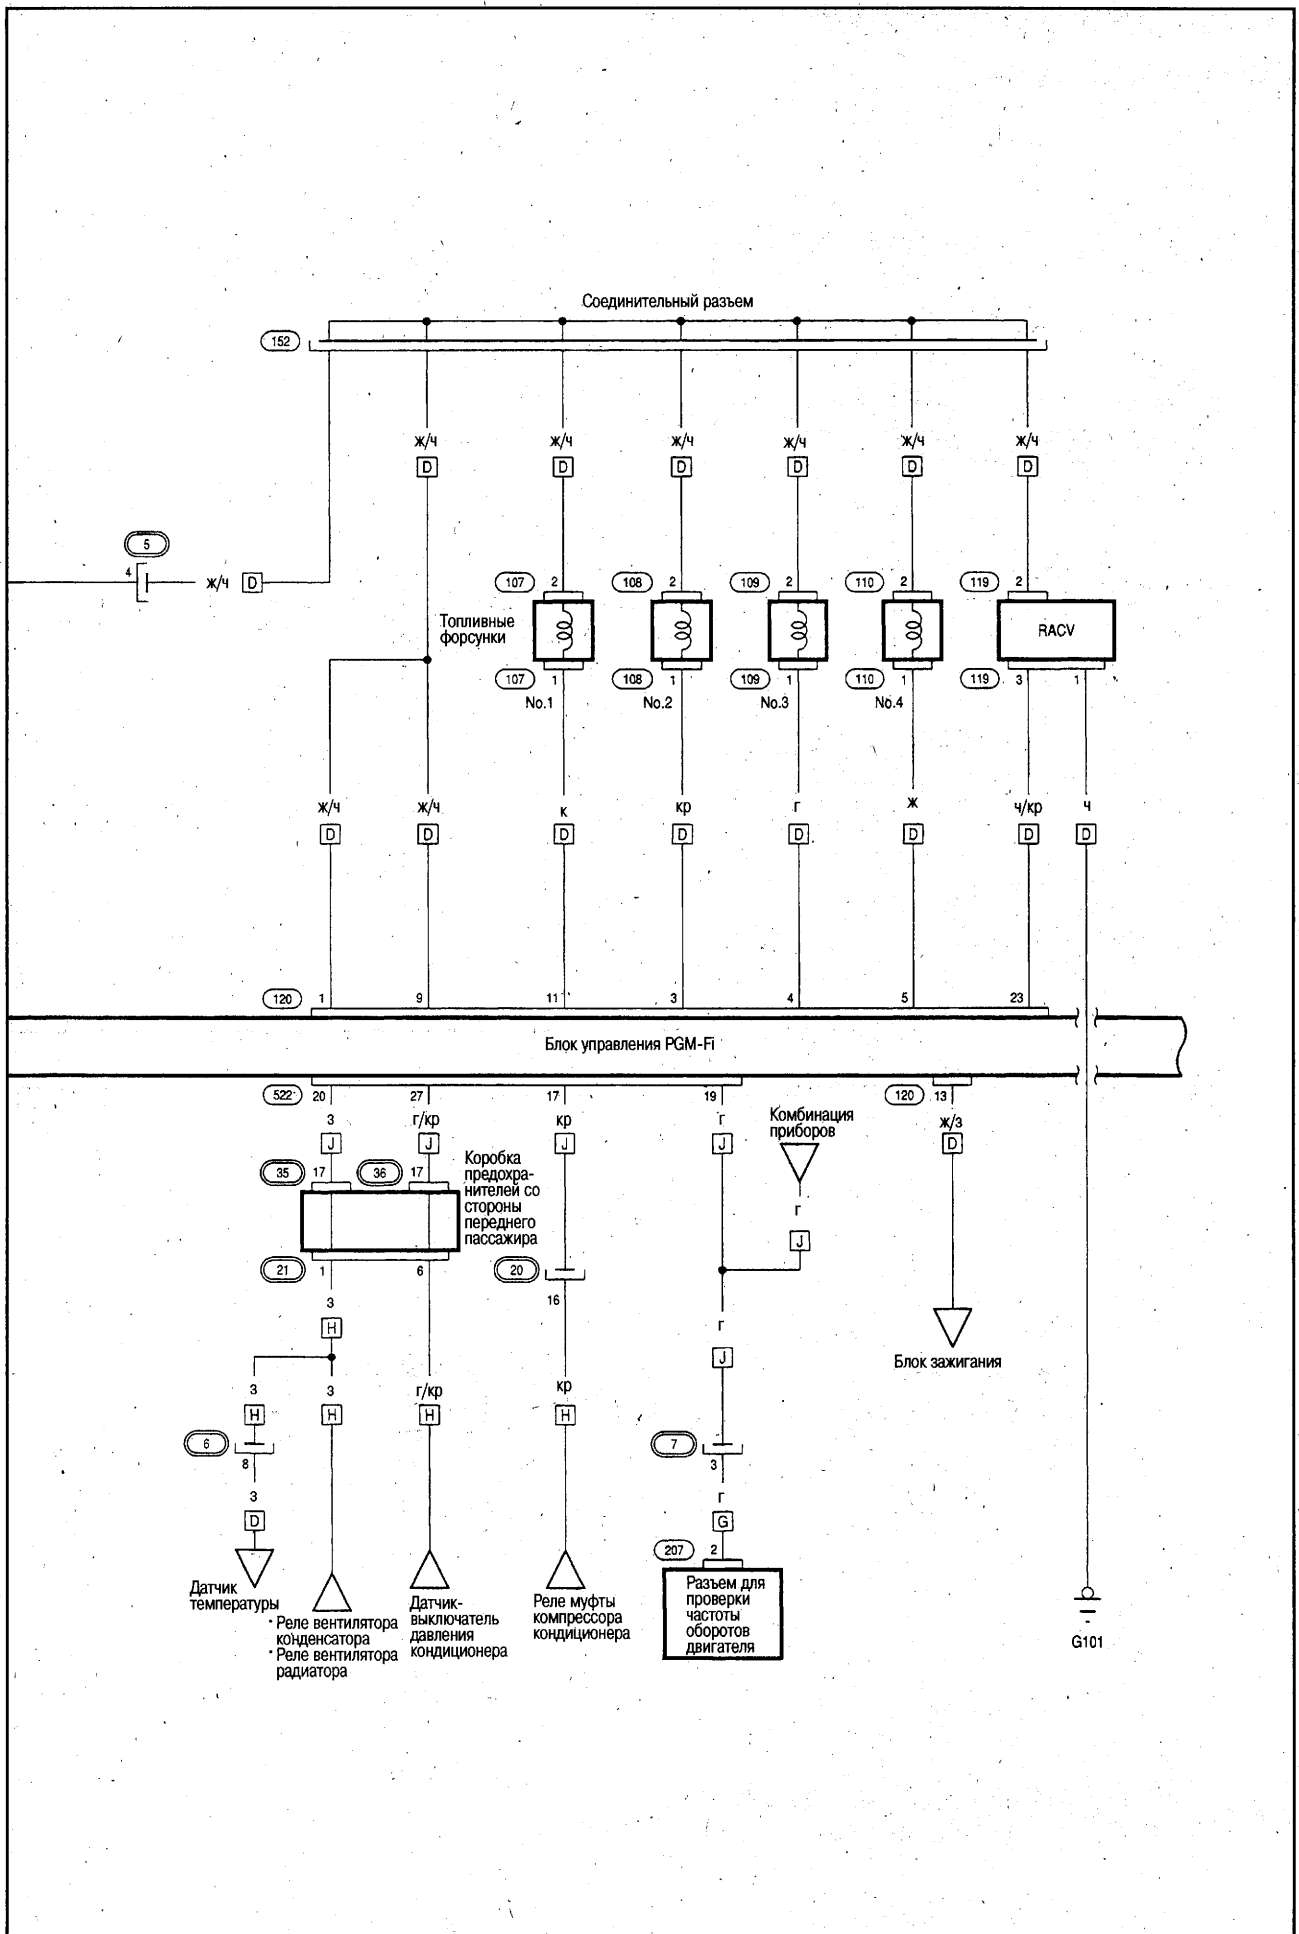 Соединительный разъем
152
ж/ч ж/ч ж/ч ж/ч ж/ч ж/ч
D D D D D D
5
4 ж/ч D
107 2 108 2 109 2 110 2 119 2
Топливные
форсунки
RACV
107 1 108 1 109 1 110 1 119 3 1
No.1 No.2 No.3 No.4
ж/ч ж/ч к кр г ж ч/кр ч
D D D D D D D D
120 1 9 11 3 4 5 23
Блок управления PGM-Fi
522 20 27 17 19 120 13
з г/кр кр г ж/з
J J J J D
Комбинация
приборов
г
J
35 17 36 17
Коробка
предохра-
нителей со
стороны
переднего
пассажира
21 1 6 20
16
з
H
г
J
Блок зажигания
з з г/кр кр
H H H H
6
8
7
3
з
D
г
G
207 2
Датчик
температуры
· Реле вентилятора
конденсатора
· Реле вентилятора
радиатора
Датчик-
выключатель
давления
кондиционера
Реле муфты
компрессора
кондиционера
Разъем для
проверки
частоты
оборотов
двигателя
G101